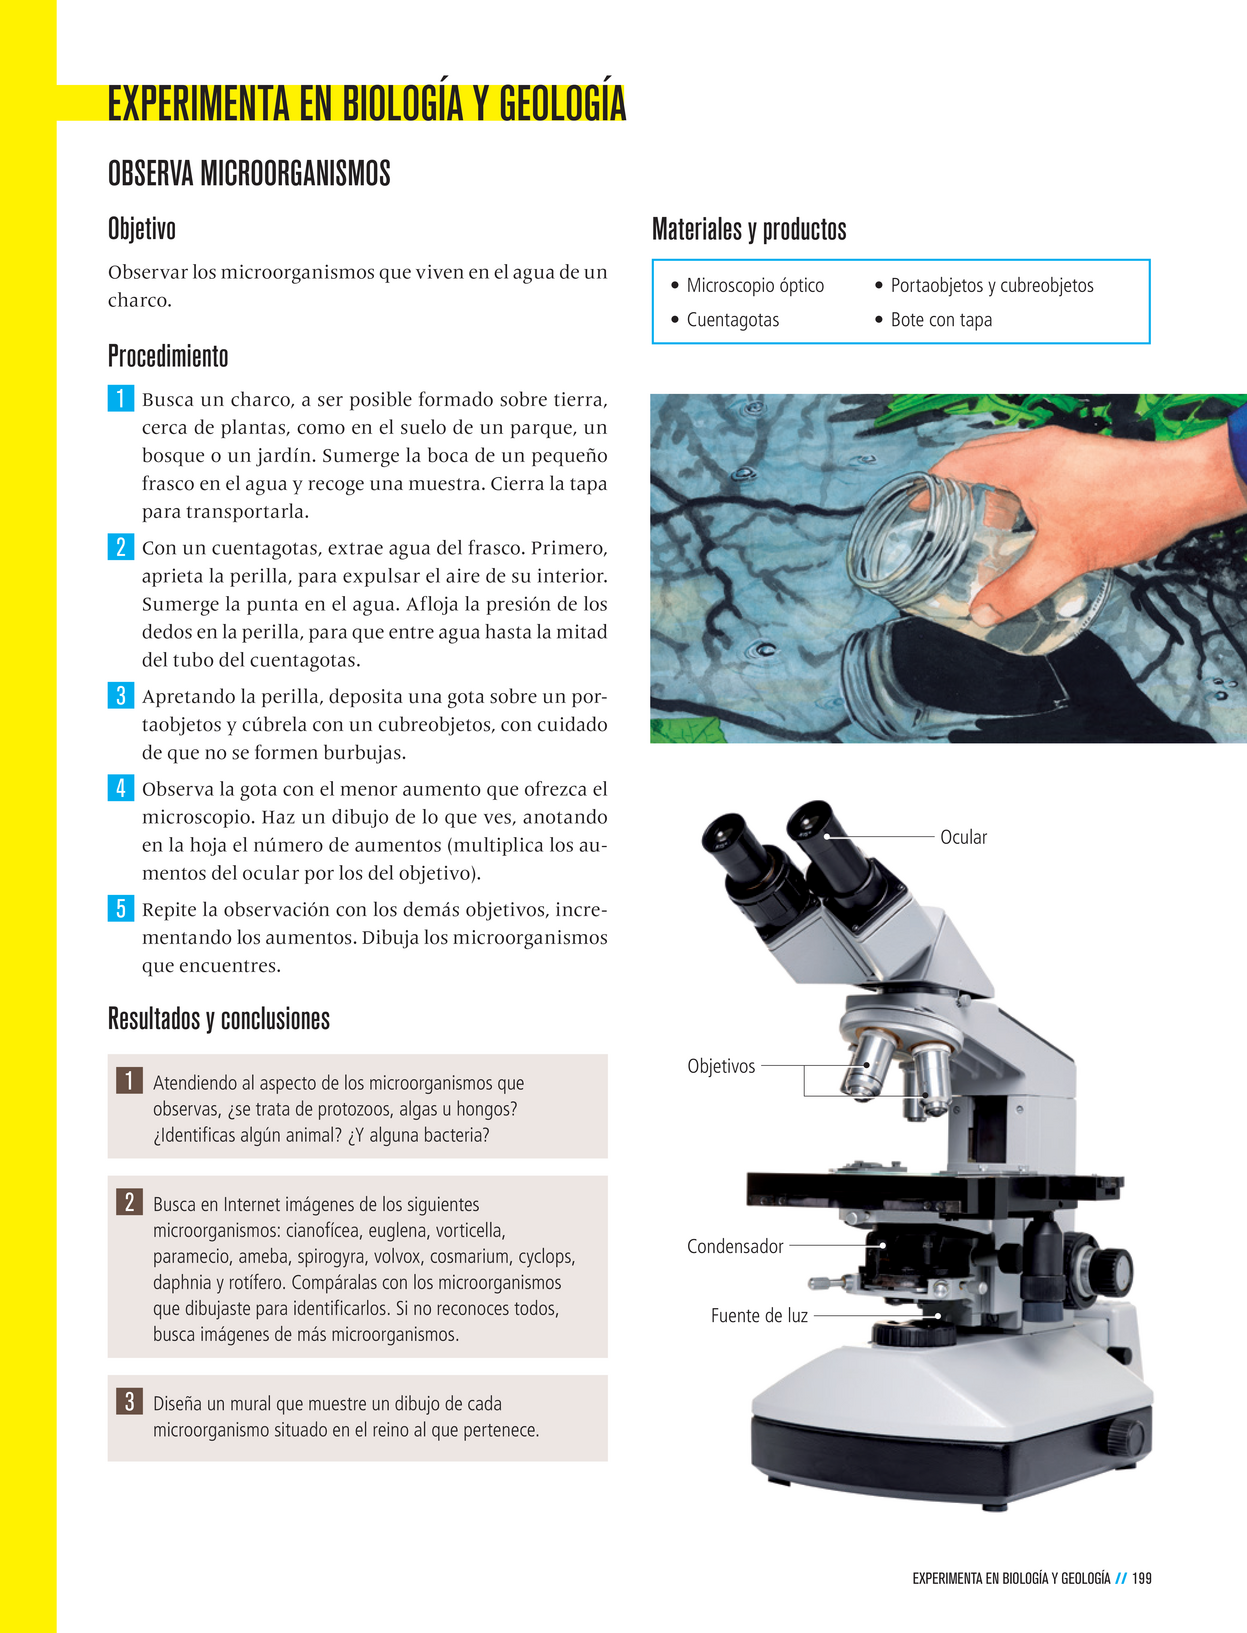 EXPERIMENTA EN BIOLOGÍA Y GEOLOGÍA
OBSERVA MICROORGANISMOS
Objetivo
Observar los microorganismos que viven en el agua de un
charco.
Procedimiento
1 Busca un charco, a ser posible formado sobre tierra,
cerca de plantas, como en el suelo de un parque, un
bosque o un jardín. Sumerge la boca de un pequeño
frasco en el agua y recoge una muestra. Cierra la tapa
para transportarla.
2 Con un cuentagotas, extrae agua del frasco. Primero,
aprieta la perilla, para expulsar el aire de su interior.
Sumerge la punta en el agua. Afloja la presión de los
dedos en la perilla, para que entre agua hasta la mitad
del tubo del cuentagotas.
3 Apretando la perilla, deposita una gota sobre un por-
taobjetos y cúbrela con un cubreobjetos, con cuidado
de que no se formen burbujas.
4 Observa la gota con el menor aumento que ofrezca el
microscopio. Haz un dibujo de lo que ves, anotando
en la hoja el número de aumentos (multiplica los au-
mentos del ocular por los del objetivo).
5 Repite la observación con los demás objetivos, incre-
mentando los aumentos. Dibuja los microorganismos
que encuentres.
Resultados y conclusiones
1 Atendiendo al aspecto de los microorganismos que
observas, ¿se trata de protozoos, algas u hongos?
¿Identificas algún animal? ¿Y alguna bacteria?
2 Busca en Internet imágenes de los siguientes
microorganismos: cianofícea, euglena, vorticella,
paramecio, ameba, spirogyra, volvox, cosmarium, cyclops,
daphnia y rotífero. Compáralas con los microorganismos
que dibujaste para identificarlos. Si no reconoces todos,
busca imágenes de más microorganismos.
3 Diseña un mural que muestre un dibujo de cada
microorganismo situado en el reino al que pertenece.
Materiales y productos
• Microscopio óptico
• Cuentagotas
• Portaobjetos y cubreobjetos
• Bote con tapa
Ocular
Objetivos
Condensador
Fuente de luz
EXPERIMENTA EN BIOLOGÍA Y GEOLOGÍA // 199